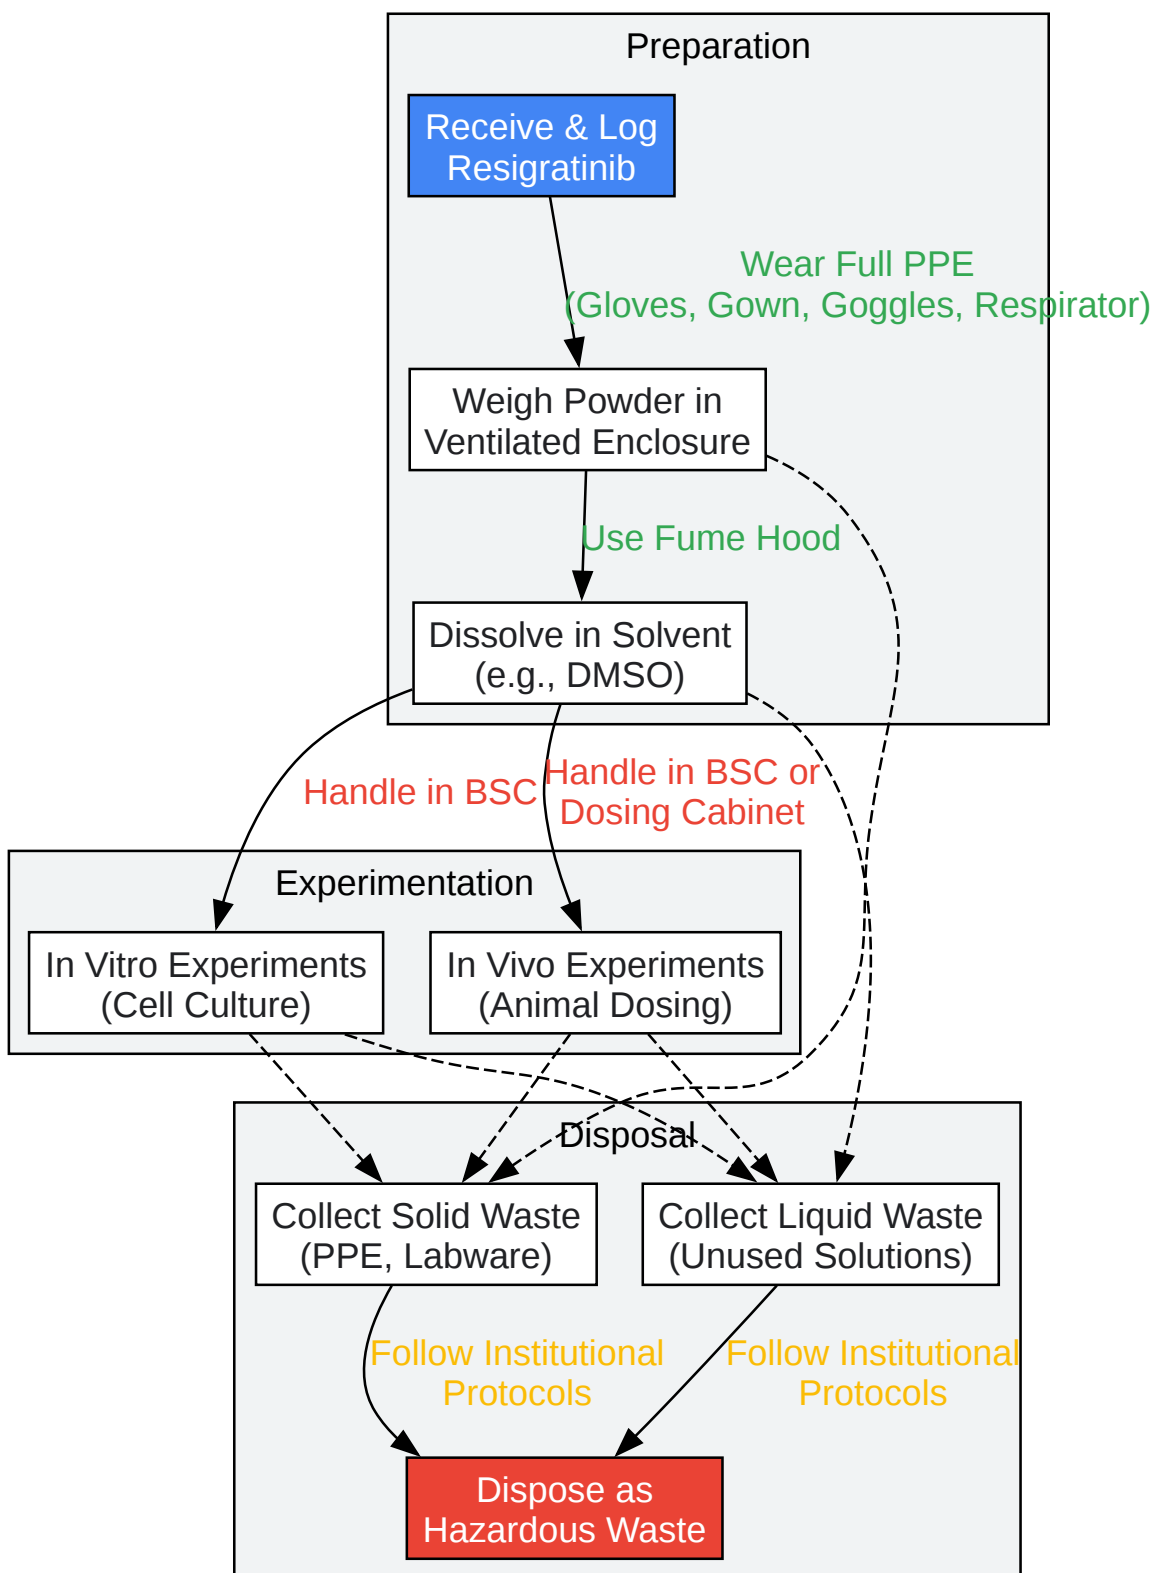 Preparation
Receive & Log
Resigratinib
Wear Full PPE
(Gloves, Gown, Goggles, Respirator)
Weigh Powder in
Ventilated Enclosure
Use Fume Hood
Dissolve in Solvent
(e.g., DMSO)
Handle in BSC
Handle in BSC or
Dosing Cabinet
Experimentation
In Vitro Experiments
(Cell Culture)
In Vivo Experiments
(Animal Dosing)
Disposal
Collect Solid Waste
(PPE, Labware)
Collect Liquid Waste
(Unused Solutions)
Follow Institutional
Protocols
Follow Institutional
Protocols
Dispose as
Hazardous Waste